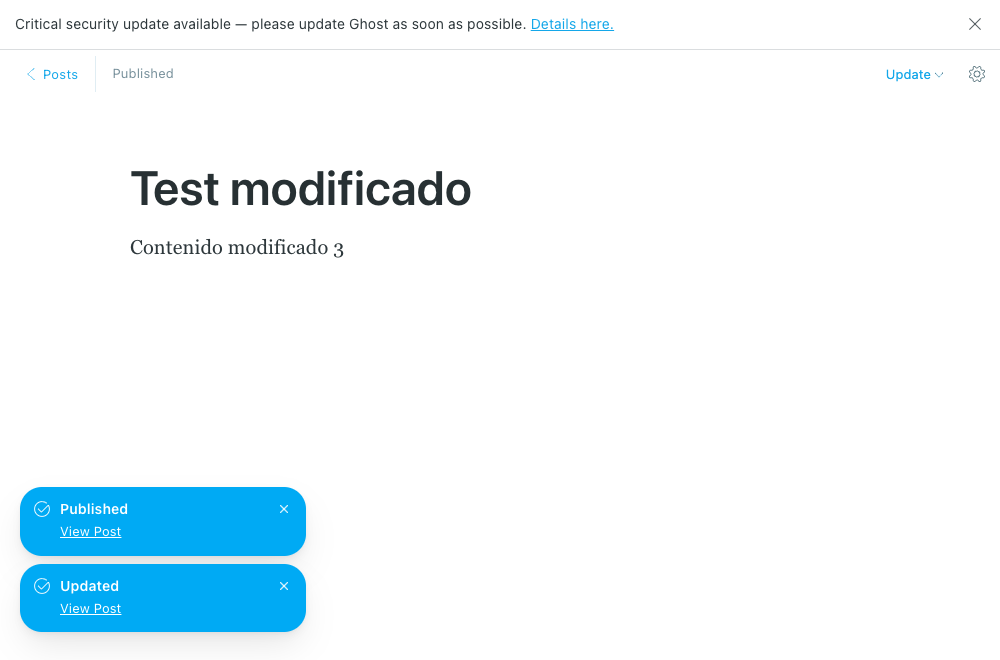 Critical security update available — please update Ghost as soon as possible. Details here.
Posts
Published
Update
Test modificado
Contenido modificado 3
Published
View Post
Updated
View Post